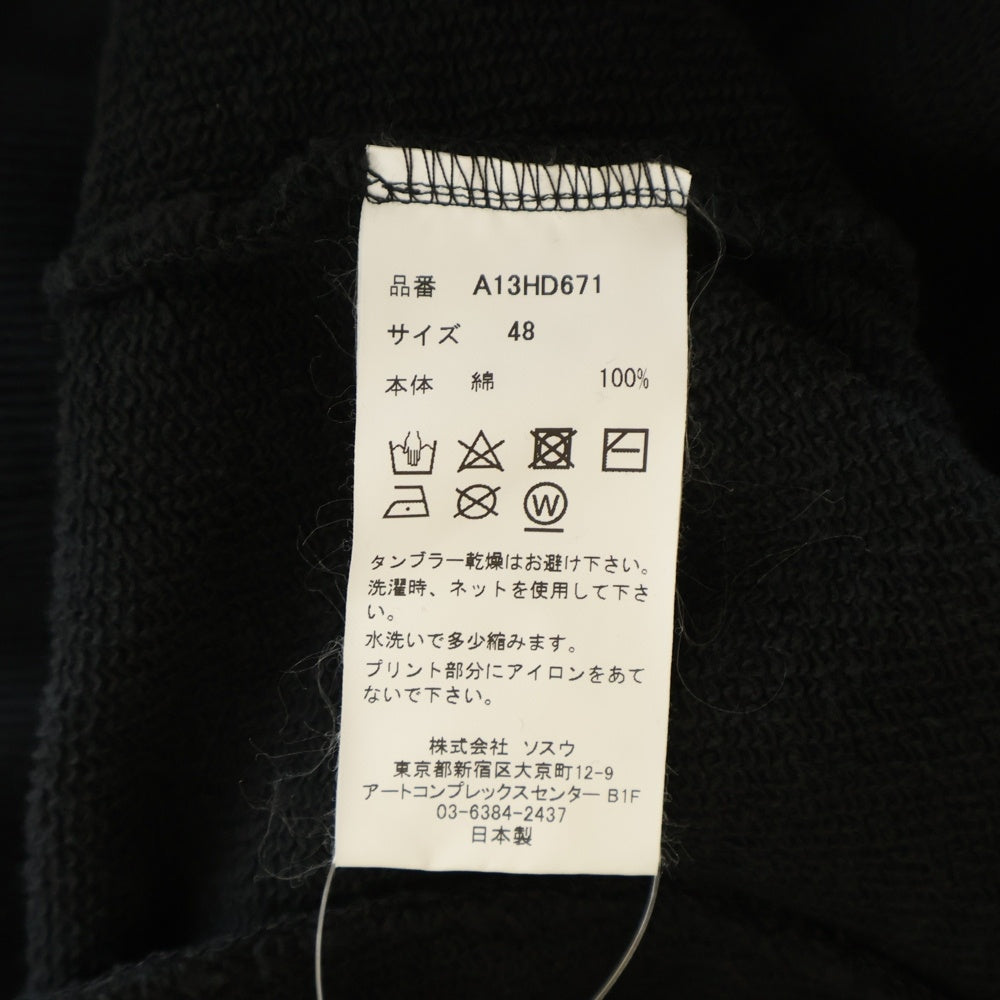 品番 A13HD671
サイズ 48
本体 綿 100%
W
タンブラー乾燥はお避け下さい。
洗濯時、ネットを使用して下さ
い。
水洗いで多少縮みます。
プリント部分にアイロンをあて
ないで下さい。
株式会社 ソスウ
東京都新宿区大京町12-9
アートコンプレックスセンター B1F
03-6384-2437
日本製